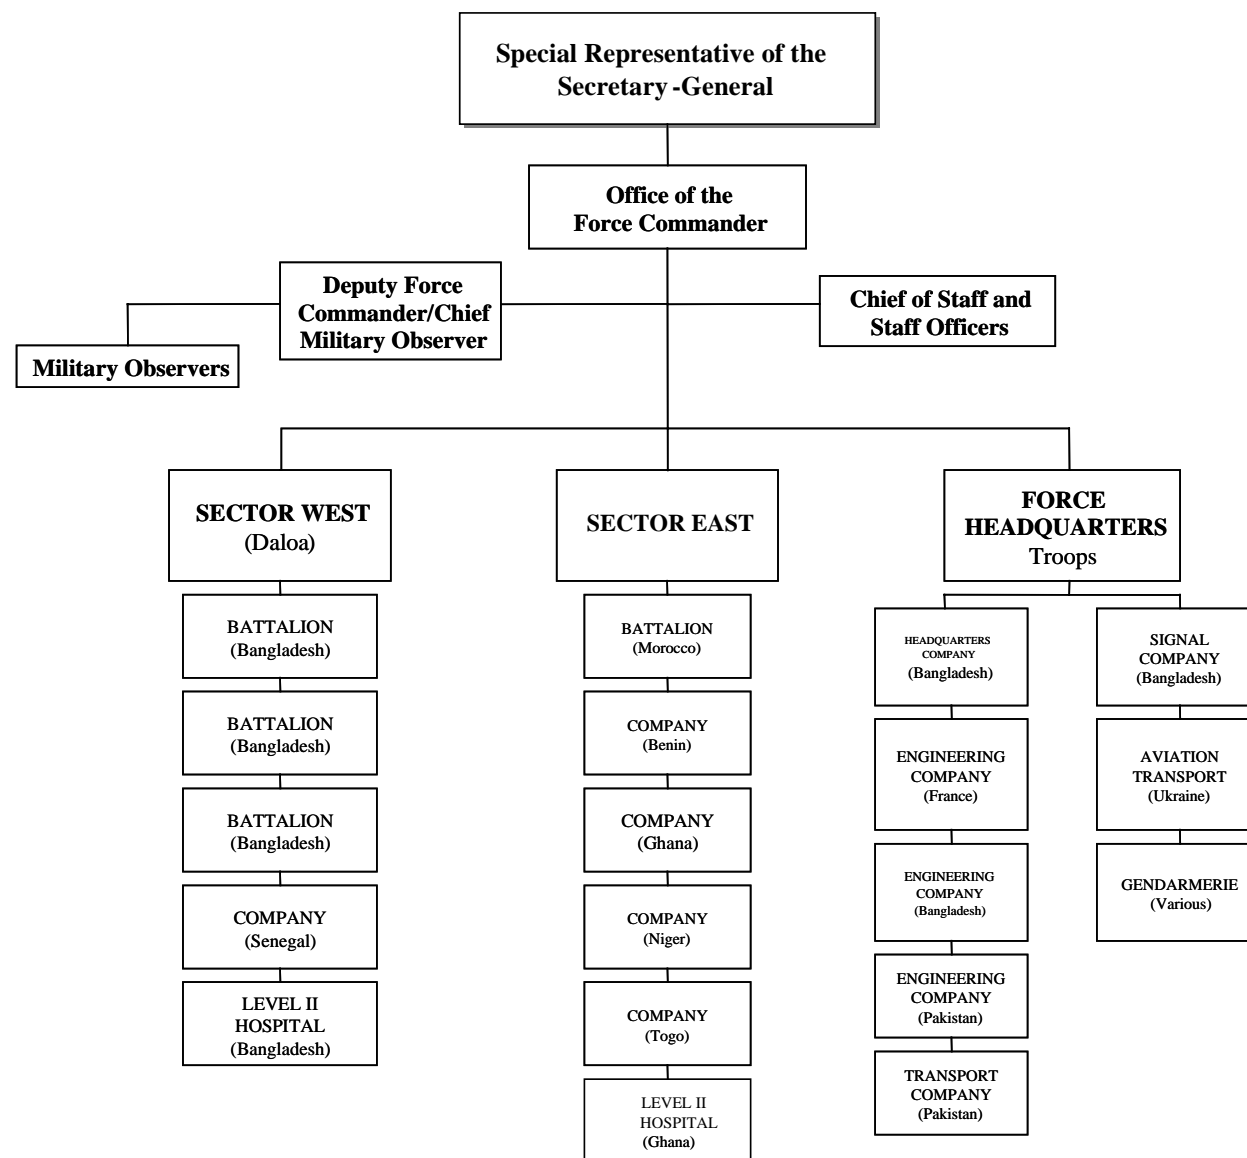 Special Representative of the
Secretary -General
Office of the
Force Commander
Deputy Force
Commander/Chief
Military Observer
Chief of Staff and
Staff Officers
Military Observers
SECTOR WEST
(Daloa)
BATTALION
(Bangladesh)
BATTALION
(Bangladesh)
BATTALION
(Bangladesh)
COMPANY
(Senegal)
LEVEL II
HOSPITAL
(Bangladesh)
SECTOR EAST
BATTALION
(Morocco)
COMPANY
(Benin)
COMPANY
(Ghana)
COMPANY
(Niger)
COMPANY
(Togo)
LEVEL II
HOSPITAL
(Ghana)
FORCE
HEADQUARTERS
Troops
HEADQUARTERS
COMPANY
(Bangladesh)
ENGINEERING
COMPANY
(France)
ENGINEERING
COMPANY
(Bangladesh)
ENGINEERING
COMPANY
(Pakistan)
TRANSPORT
COMPANY
(Pakistan)
SIGNAL
COMPANY
(Bangladesh)
AVIATION
TRANSPORT
(Ukraine)
GENDARMERIE
(Various)